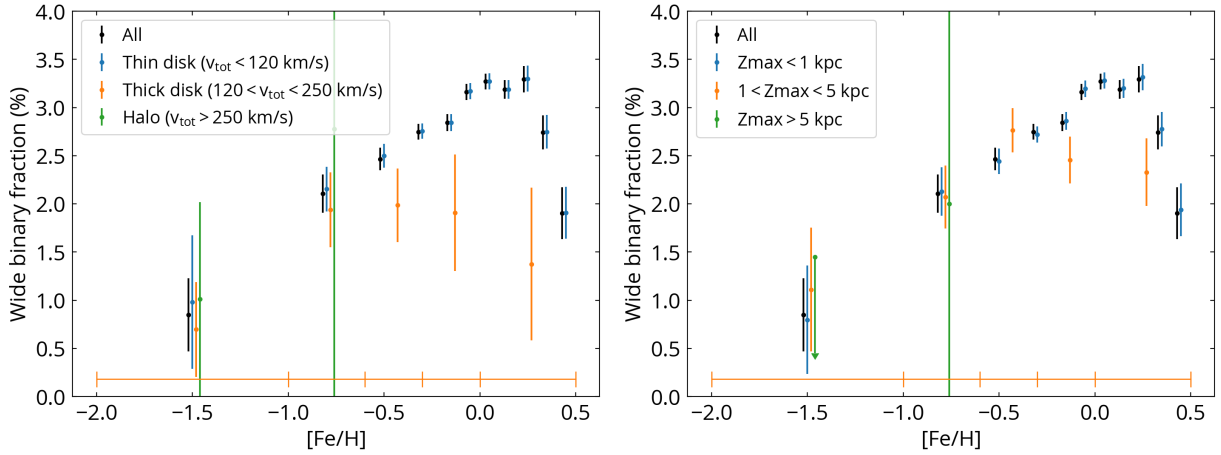 4.0
3.5
3.0
2.5
2.0
1.5
1.0
0.5
0.0
Wide binary fraction (%)
All
Thin disk (v_tot < 120 km/s)
Thick disk (120 < v_tot < 250 km/s)
Halo (v_tot > 250 km/s)
−2.0 −1.5 −1.0 −0.5 0.0 0.5
[Fe/H]
4.0
3.5
3.0
2.5
2.0
1.5
1.0
0.5
0.0
Wide binary fraction (%)
All
Zmax < 1 kpc
1 < Zmax < 5 kpc
Zmax > 5 kpc
−2.0 −1.5 −1.0 −0.5 0.0 0.5
[Fe/H]